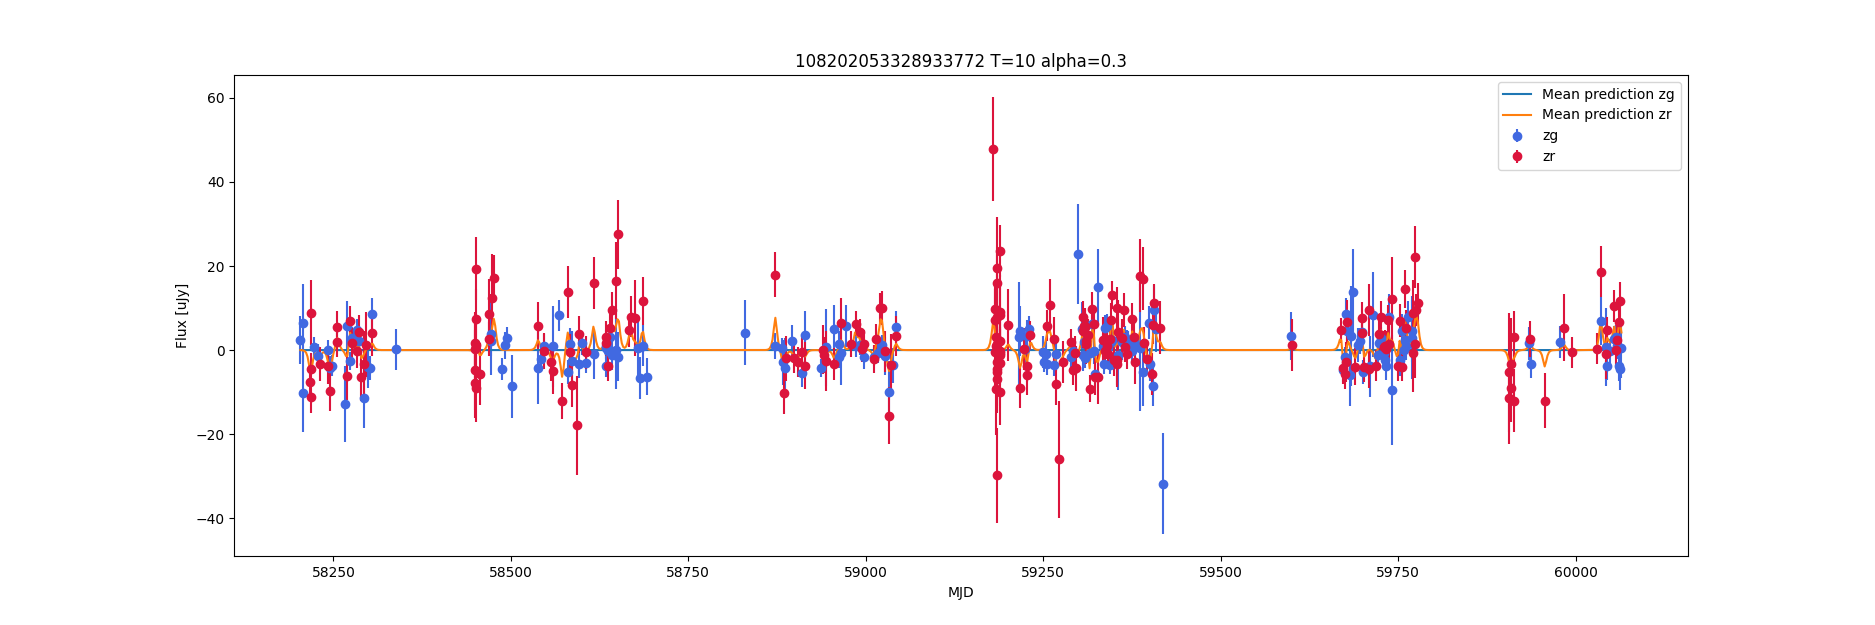 108202053328933772 T=10 alpha=0.3
Mean prediction zg
Mean prediction zr
zg
zr
Flux [uJy]
60
40
20
0
−20
−40
58250 58500 58750 59000 59250 59500 59750 60000
MJD